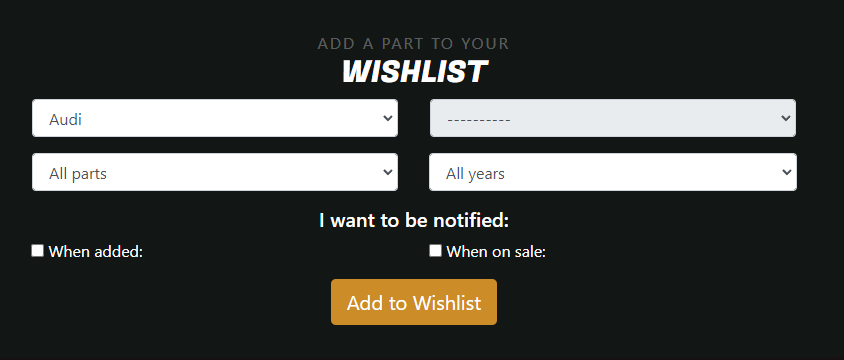 ADD A PART TO YOUR
WISHLIST
Audi ----------
All parts All years
I want to be notified:
When added: When on sale:
Add to Wishlist